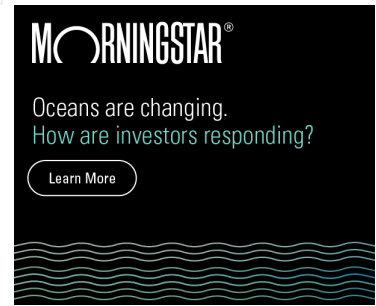 MORNINGSTAR®
Oceans are changing.
How are investors responding?
Learn More